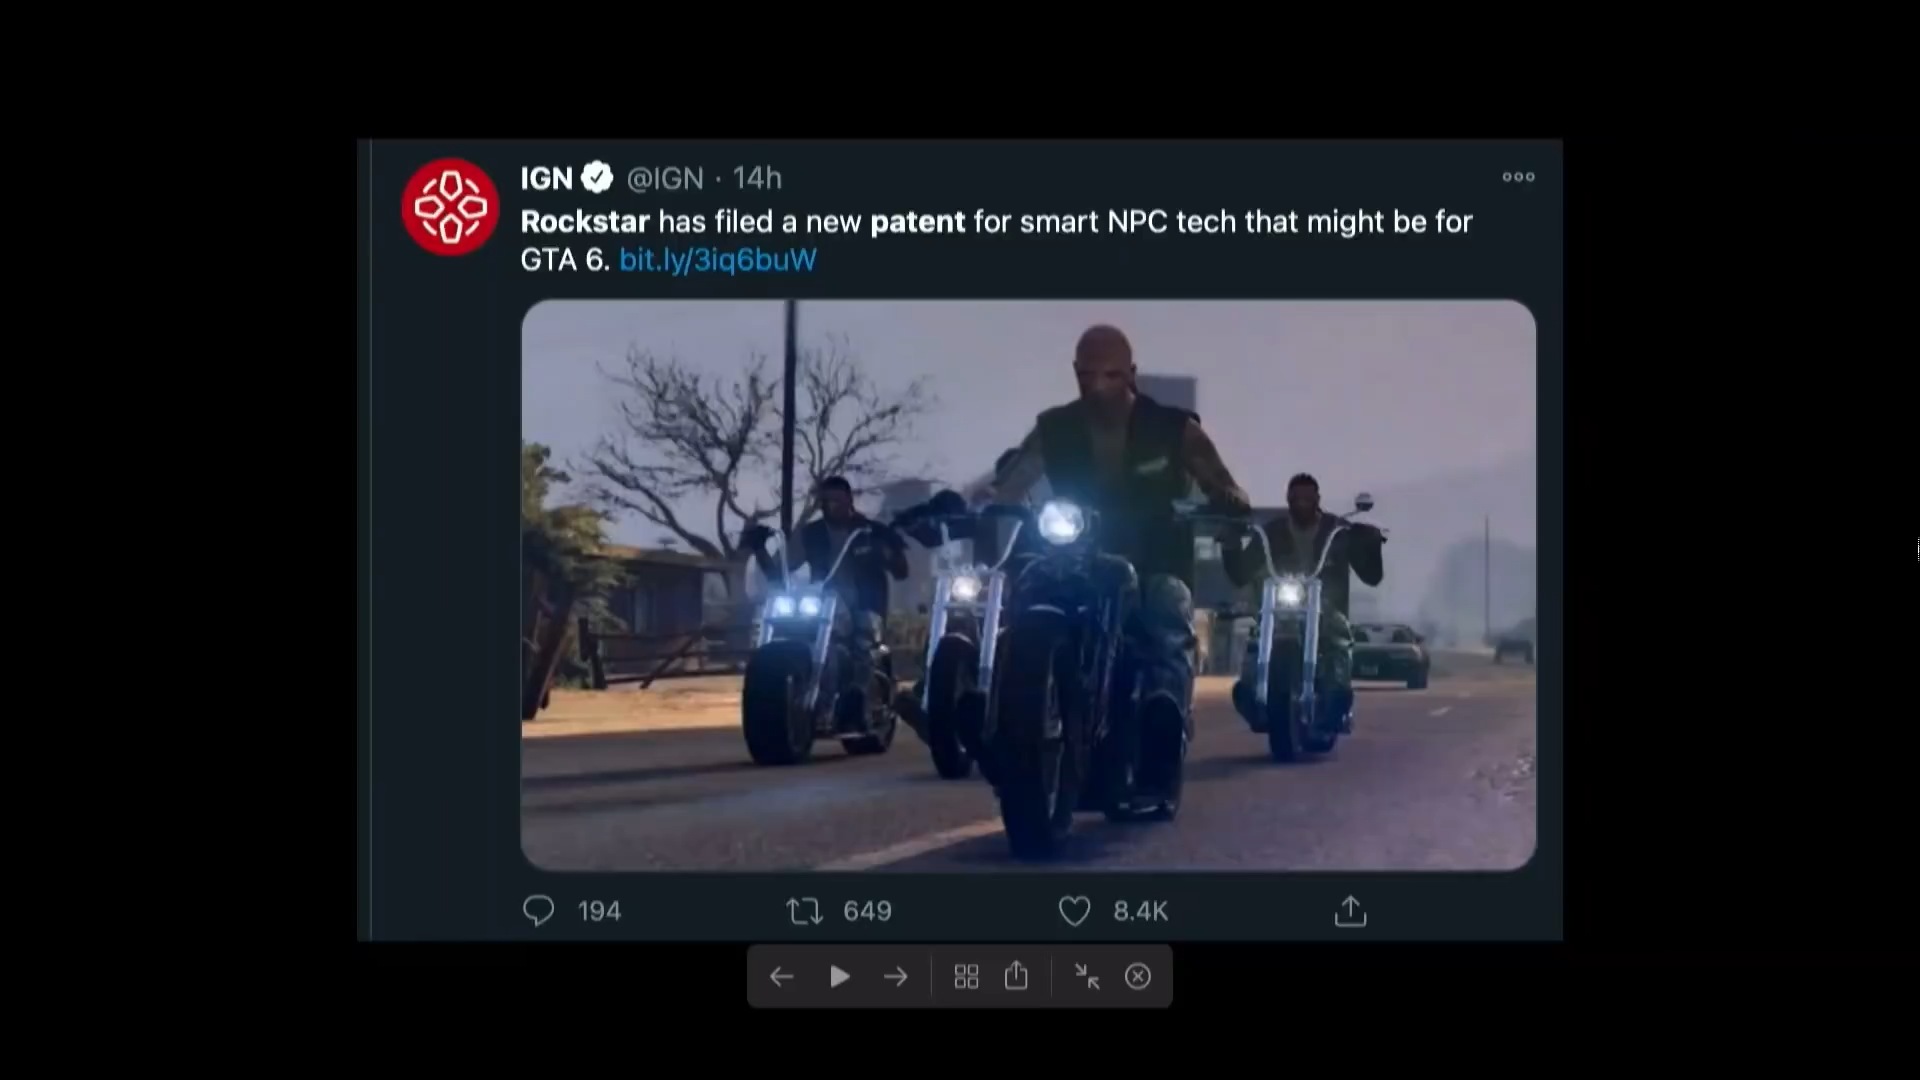 IGN @IGN · 14h
Rockstar has filed a new patent for smart NPC tech that might be for
GTA 6. bit.ly/3iq6buW
194 649 8.4K